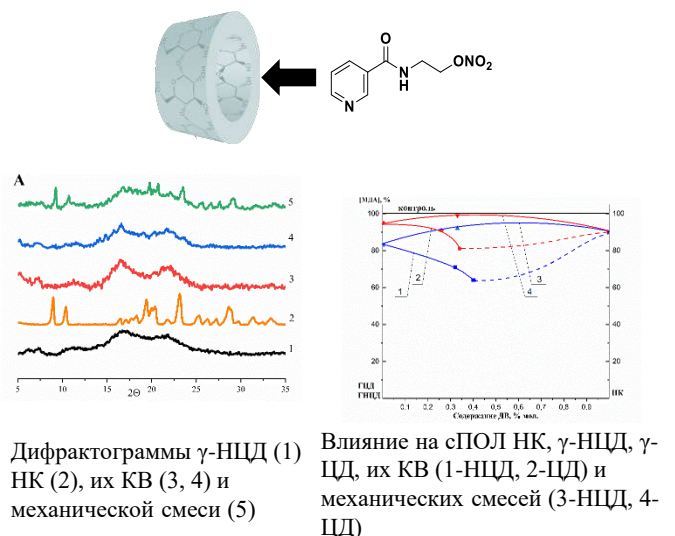 O
N
H
ONO₂
N
A
5
4
3
2
1
5
10
15
20
25
30
35
2Θ
[МДА], %
контроль
100
80
60
40
20
100
80
60
40
20
1
2
3
4
ГЦД
ГНЦД
НК
0,1 0,2 0,3 0,4 0,5 0,6 0,7 0,8 0,9
Содержание ДВ, % мол.
Дифрактограммы γ-НЦД (1)
НК (2), их КВ (3, 4) и
механической смеси (5)
Влияние на сПОЛ НК, γ-НЦД, γ-
ЦД, их КВ (1-НЦД, 2-ЦД) и
механических смесей (3-НЦД, 4-
ЦД)